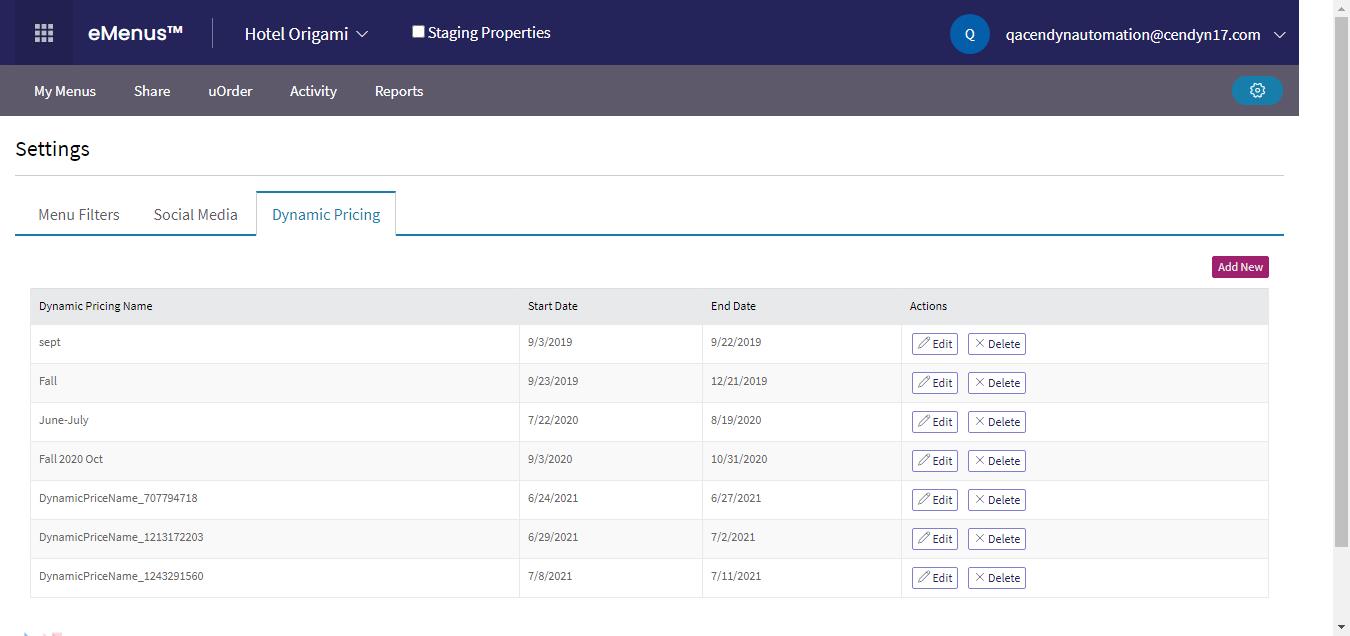 eMenus™ Hotel Origami Staging Properties Q qacendynautomation@cendyn17.com
My Menus Share uOrder Activity Reports
Settings
Menu Filters Social Media Dynamic Pricing
Add New
Dynamic Pricing Name Start Date End Date Actions
sept 9/3/2019 9/22/2019 Edit Delete
Fall 9/23/2019 12/21/2019 Edit Delete
June-July 7/22/2020 8/19/2020 Edit Delete
Fall 2020 Oct 9/3/2020 10/31/2020 Edit Delete
DynamicPriceName_707794718 6/24/2021 6/27/2021 Edit Delete
DynamicPriceName_1213172203 6/29/2021 7/2/2021 Edit Delete
DynamicPriceName_1243291560 7/8/2021 7/11/2021 Edit Delete